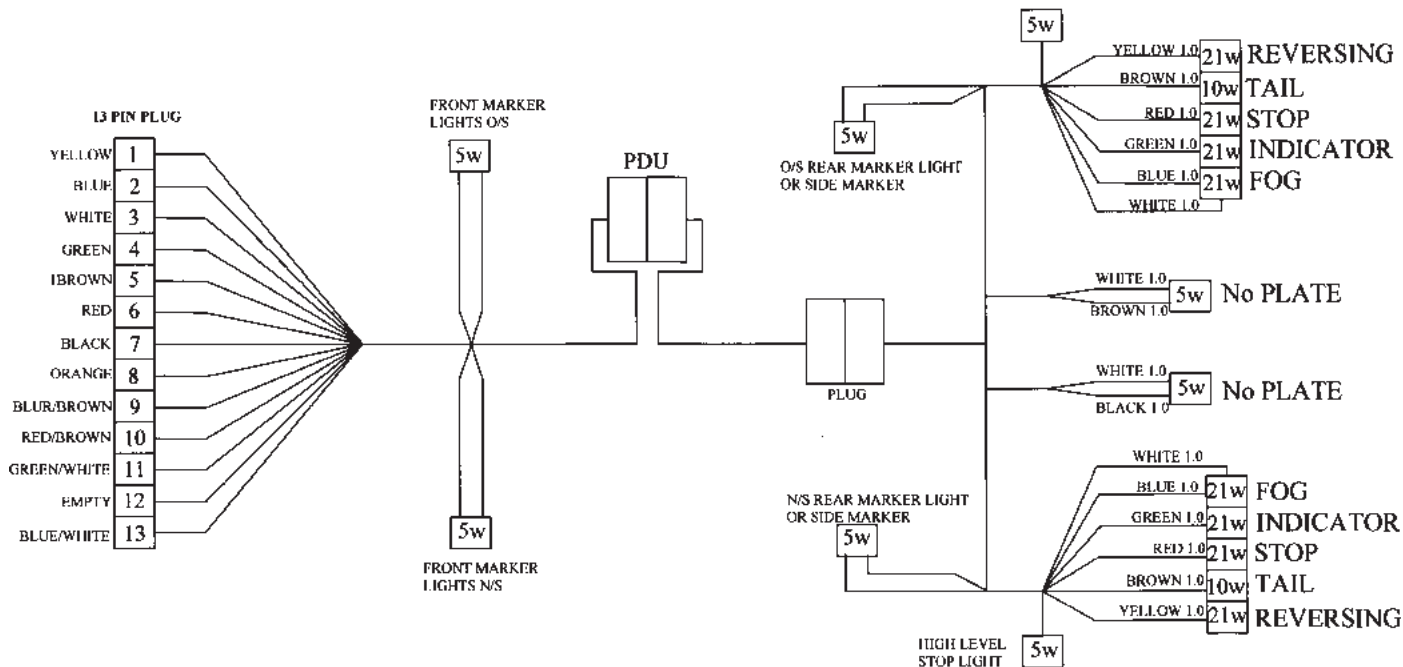 13 PIN PLUG
YELLOW 1
BLUE 2
WHITE 3
GREEN 4
IBROWN 5
RED 6
BLACK 7
ORANGE 8
BLUR/BROWN 9
RED/BROWN 10
GREEN/WHITE 11
EMPTY 12
BLUE/WHITE 13
FRONT MARKER
LIGHTS O/S
5w
5w
FRONT MARKER
LIGHTS N/S
PDU
PLUG
5w
O/S REAR MARKER LIGHT
OR SIDE MARKER
5w
YELLOW 1.0 21w REVERSING
BROWN 1.0 10w TAIL
RED 1.0 21w STOP
GREEN 1.0 21w INDICATOR
BLUE 1.0 21w FOG
WHITE 1.0
WHITE 1.0
5w No PLATE
BROWN 1.0
WHITE 1.0
5w No PLATE
BLACK 1.0
N/S REAR MARKER LIGHT
OR SIDE MARKER
5w
WHITE 1.0
BLUE 1.0 21w FOG
GREEN 1.0 21w INDICATOR
RED 1.0 21w STOP
BROWN 1.0 10w TAIL
YELLOW 1.0 21w REVERSING
HIGH LEVEL
STOP LIGHT
5w